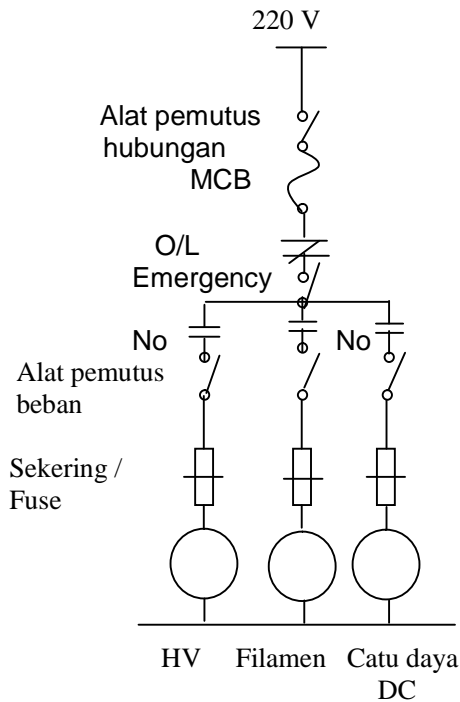 220 V
Alat pemutus
hubungan
MCB
O/L
Emergency
No
No
Alat pemutus
beban
Sekering /
Fuse
HV
Filamen
Catu daya
DC